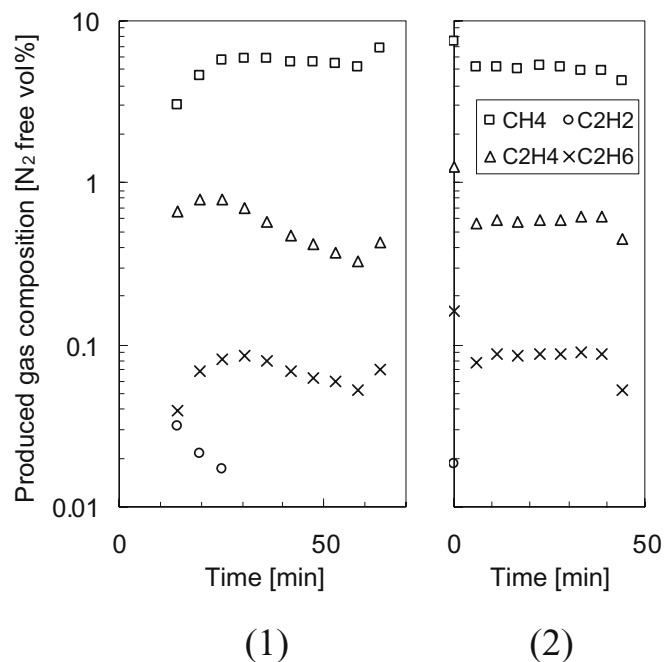 Produced gas composition [N₂ free vol%]
10
1
0.1
0.01
0
50
Time [min]
(1)
CH4 C2H2
C2H4 C2H6
0
50
Time [min]
(2)